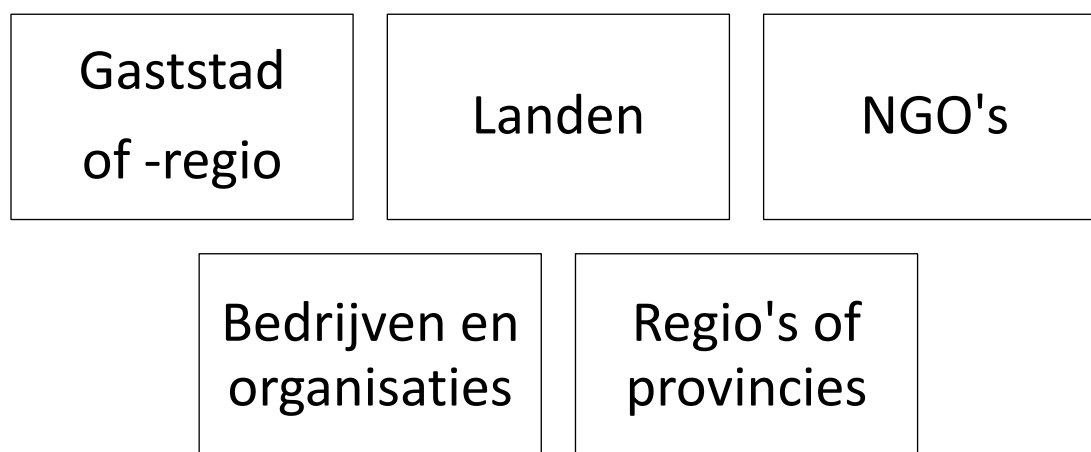 Gaststad
of -regio
Landen
NGO's
Bedrijven en
organisaties
Regio's of
provincies